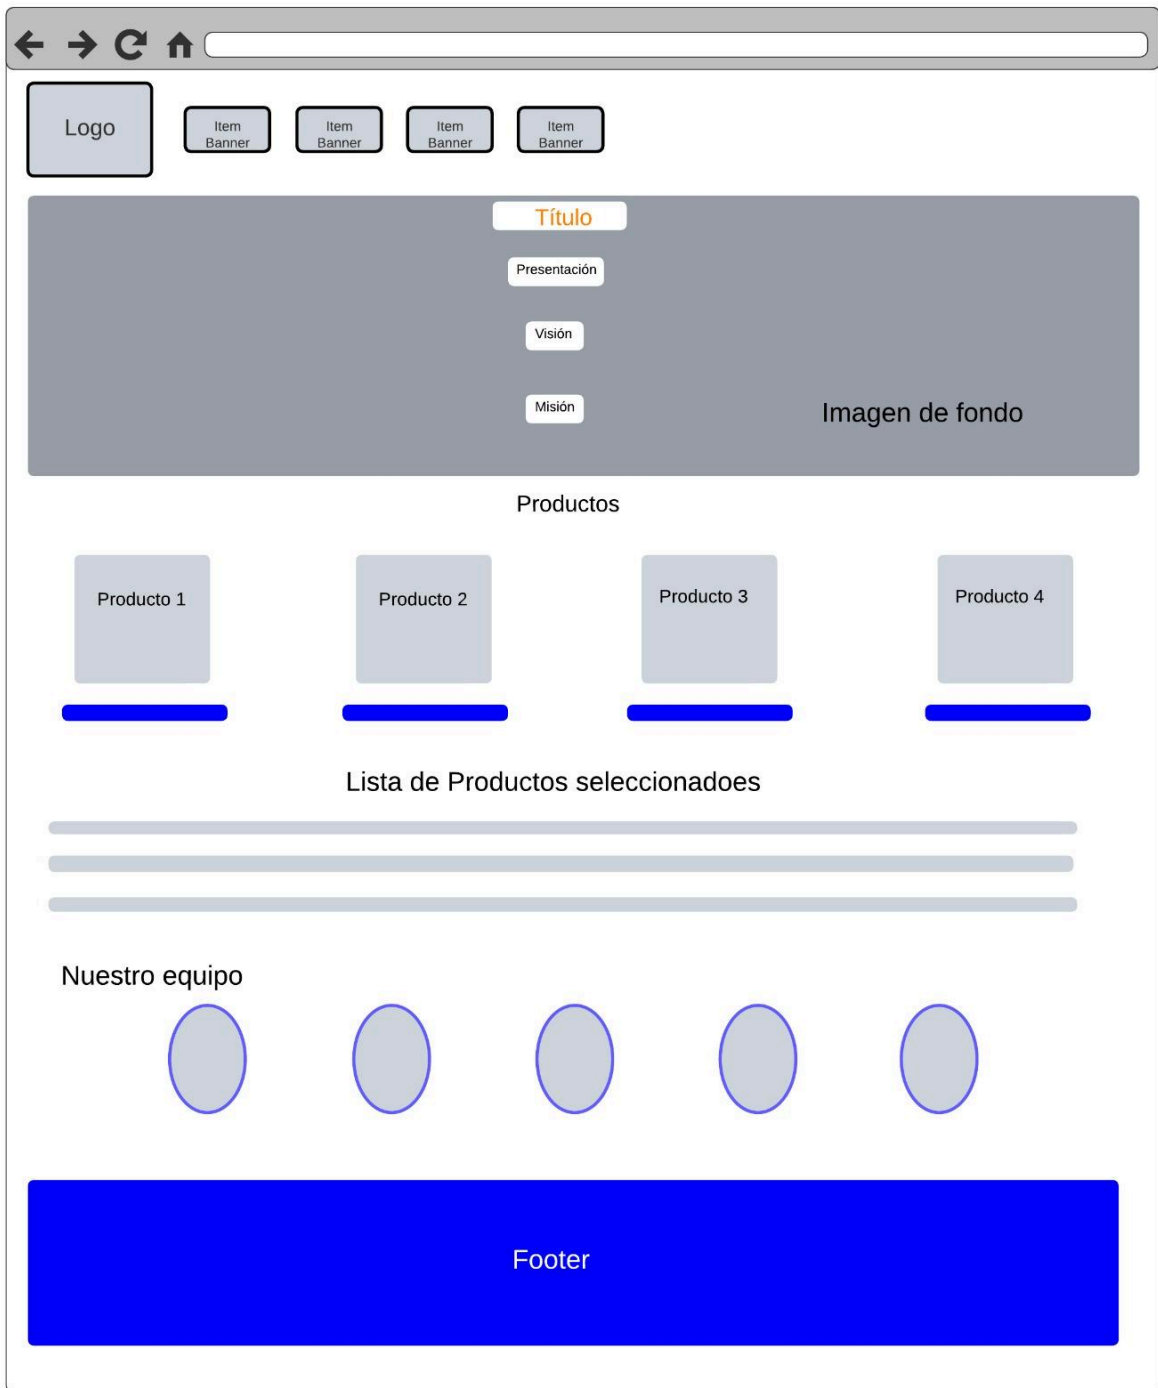 Logo
Item
Banner
Item
Banner
Item
Banner
Item
Banner
Título
Presentación
Visión
Misión
Imagen de fondo
Productos
Producto 1
Producto 2
Producto 3
Producto 4
Lista de Productos seleccionadoes
Nuestro equipo
Footer